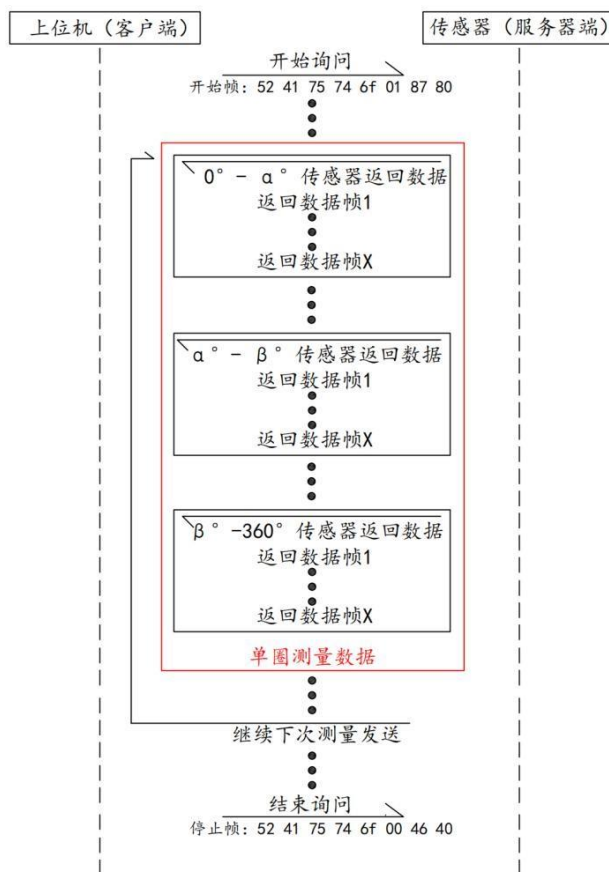 上位机（客户端）
传感器（服务器端）
开始询问
开始帧：52 41 75 74 6f 01 87 80
0°- α°传感器返回数据
返回数据帧1
返回数据帧X
α°- β°传感器返回数据
返回数据帧1
返回数据帧X
β°-360°传感器返回数据
返回数据帧1
返回数据帧X
单圈测量数据
继续下次测量发送
结束询问
停止帧：52 41 75 74 6f 00 46 40